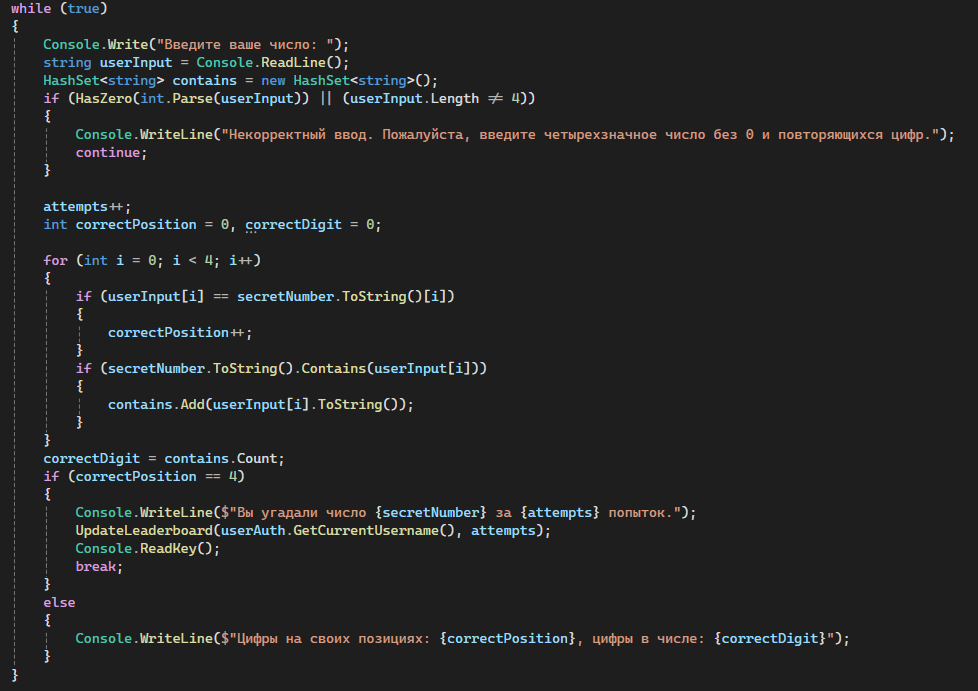 while (true)
{
    Console.Write("Введите ваше число: ");
    string userInput = Console.ReadLine();
    HashSet<string> contains = new HashSet<string>();
    if (HasZero(int.Parse(userInput)) || (userInput.Length != 4))
    {
        Console.WriteLine("Некорректный ввод. Пожалуйста, введите четырехзначное число без 0 и повторяющихся цифр.");
        continue;
    }

    attempts++;
    int correctPosition = 0, correctDigit = 0;

    for (int i = 0; i < 4; i++)
    {
        if (userInput[i] == secretNumber.ToString()[i])
        {
            correctPosition++;
        }
        if (secretNumber.ToString().Contains(userInput[i]))
        {
            contains.Add(userInput[i].ToString());
        }
    }
    correctDigit = contains.Count;
    if (correctPosition == 4)
    {
        Console.WriteLine($"Вы угадали число {secretNumber} за {attempts} попыток.");
        UpdateLeaderboard(userAuth.GetCurrentUsername(), attempts);
        Console.ReadKey();
        break;
    }
    else
    {
        Console.WriteLine($"Цифры на своих позициях: {correctPosition}, цифры в числе: {correctDigit}");
    }
}